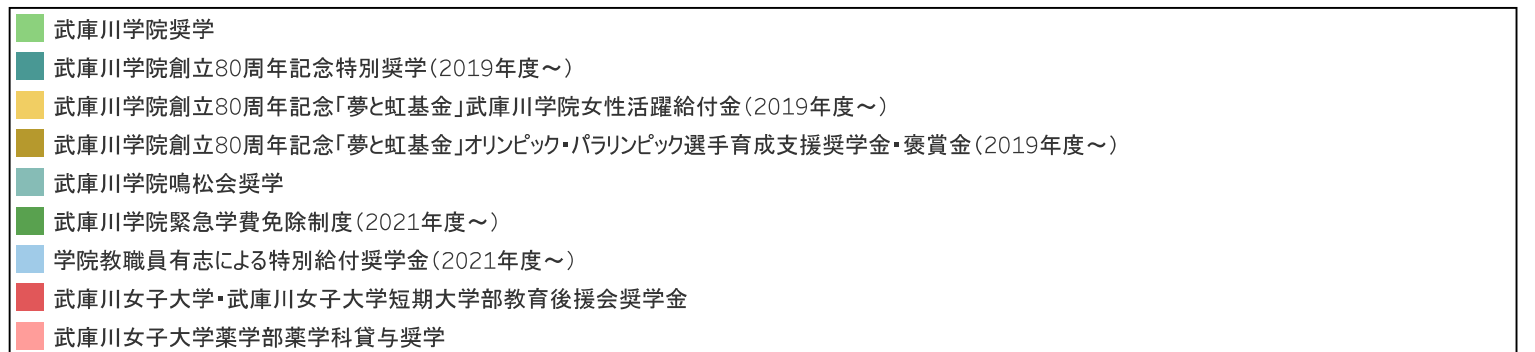 武庫川学院奨学
武庫川学院創立80周年記念特別奨学(2019年度～)
武庫川学院創立80周年記念「夢と虹基金」武庫川学院女性活躍給付金(2019年度～)
武庫川学院創立80周年記念「夢と虹基金」オリンピック・パラリンピック選手育成支援奨学金・褒賞金(2019年度～)
武庫川学院鳴松会奨学
武庫川学院緊急学費免除制度(2021年度～)
学院教職員有志による特別給付奨学金(2021年度～)
武庫川女子大学・武庫川女子大学短期大学部教育後援会奨学金
武庫川女子大学薬学部薬学科貸与奨学